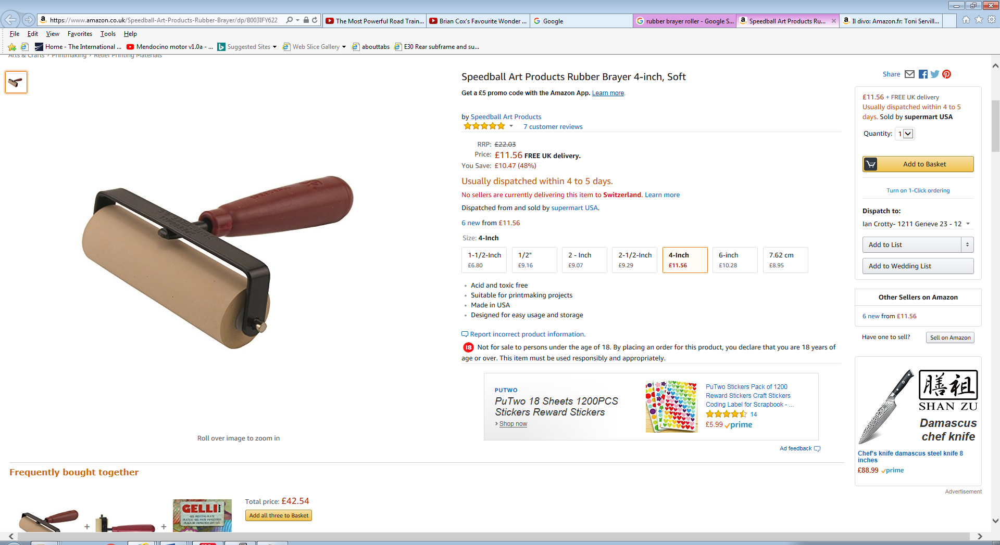 https://www.amazon.co.uk/Speedball-Art-Products-Rubber-Brayer/dp/B003IFY622
The Most Powerful Road Train...
Brian Cox's Favourite Wonder ...
Google
rubber brayer roller - Google S...
Speedball Art Products Ru...
Il divo: Amazon.fr: Toni Servill...
File Edit View Favorites Tools Help
Home - The International ...
Mendocino motor v1.0a - ...
Suggested Sites
Web Slice Gallery
abouttabs
E30 Rear subframe and su...
Arts & Crafts › Printmaking › Relief Printing Materials
Speedball Art Products Rubber Brayer 4-inch, Soft
Get a £5 promo code with the Amazon App. Learn more.
by Speedball Art Products
7 customer reviews
RRP: £22.03
Price: £11.56 FREE UK delivery.
You Save: £10.47 (48%)
Usually dispatched within 4 to 5 days.
No sellers are currently delivering this item to Switzerland. Learn more
Dispatched from and sold by supermart USA.
6 new from £11.56
Size: 4-Inch
1-1/2-Inch 1/2" 2 - Inch 2-1/2-Inch 4-Inch 6-inch 7.62 cm
£6.80 £9.16 £9.07 £9.29 £11.56 £10.28 £8.95
• Acid and toxic free
• Suitable for printmaking projects
• Made in USA
• Designed for easy usage and storage
Report incorrect product information.
18 Not for sale to persons under the age of 18. By placing an order for this product, you declare that you are 18 years of
age or over. This item must be used responsibly and appropriately.
PUTWO
PuTwo 18 Sheets 1200PCS
Stickers Reward Stickers
› Shop now
PuTwo Stickers Pack of 1200
Reward Stickers Craft Stickers
Coding Label for Scrapbook - ...
14
£5.99 prime
Ad feedback
Roll over image to zoom in
Share
£11.56 + FREE UK delivery
Usually dispatched within 4 to 5
days. Sold by supermart USA
Quantity: 1
Add to Basket
Turn on 1-Click ordering
Dispatch to:
Ian Crotty- 1211 Geneve 23 - 12
Add to List
Add to Wedding List
Other Sellers on Amazon
6 new from £11.56
Have one to sell?
Sell on Amazon
膳祖
SHAN ZU
Damascus
chef knife
Chef's knife damascus steel knife 8
inches
£88.99 prime
Advertisement
Frequently bought together
+ +
GELLI ARTS
GEL PRINTING PLATE
Total price: £42.54
Add all three to Basket